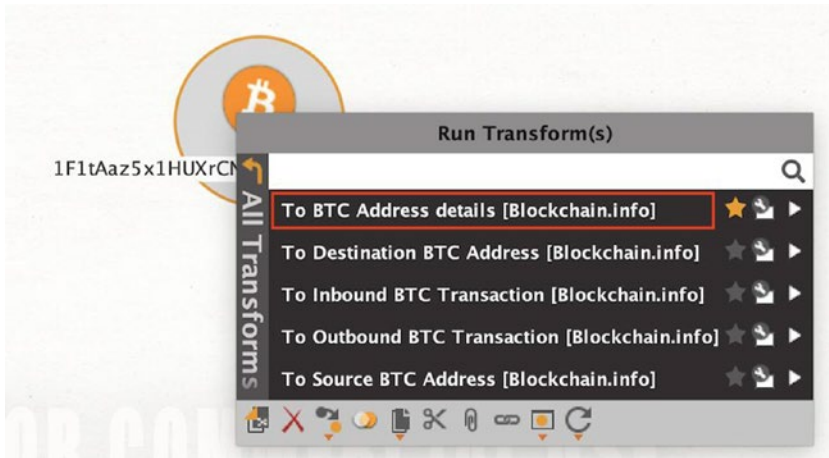 Run Transform(s)
1F1tAaz5x1HUXrCN
All Transforms
To BTC Address details [Blockchain.info]
To Destination BTC Address [Blockchain.info]
To Inbound BTC Transaction [Blockchain.info]
To Outbound BTC Transaction [Blockchain.info]
To Source BTC Address [Blockchain.info]